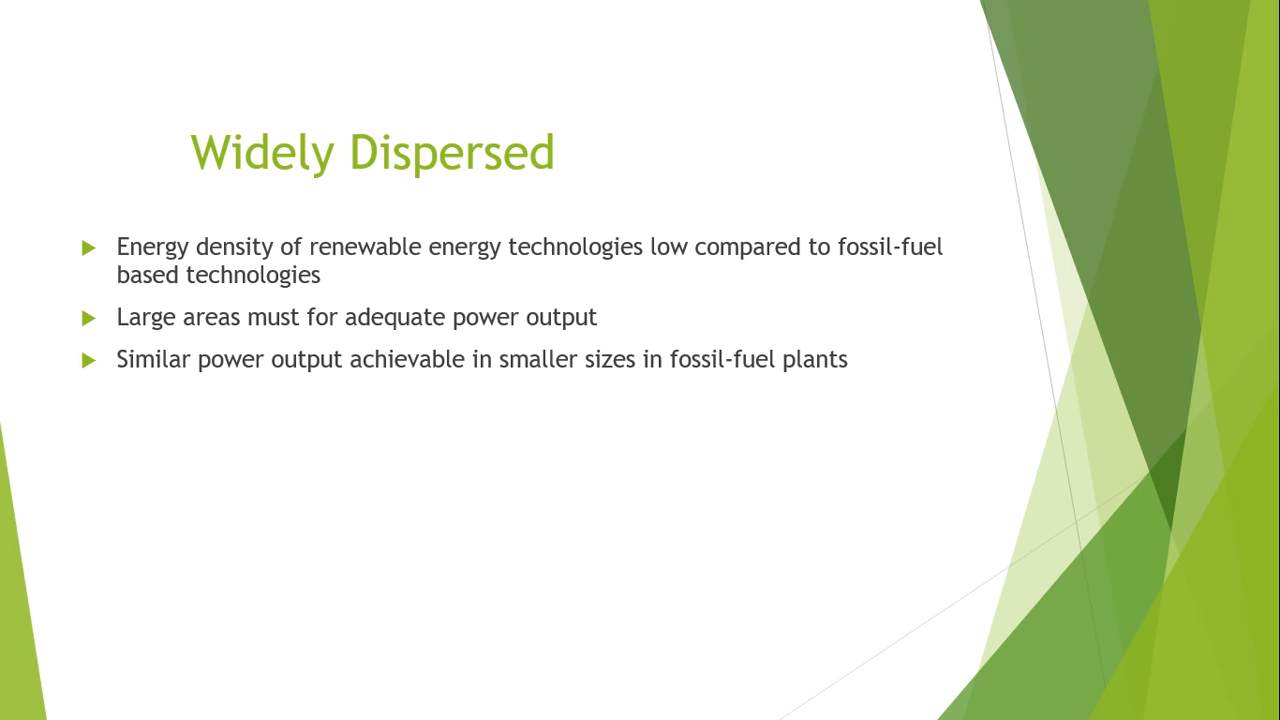 Widely Dispersed
Energy density of renewable energy technologies low compared to fossil-fuel
based technologies
Large areas must for adequate power output
Similar power output achievable in smaller sizes in fossil-fuel plants